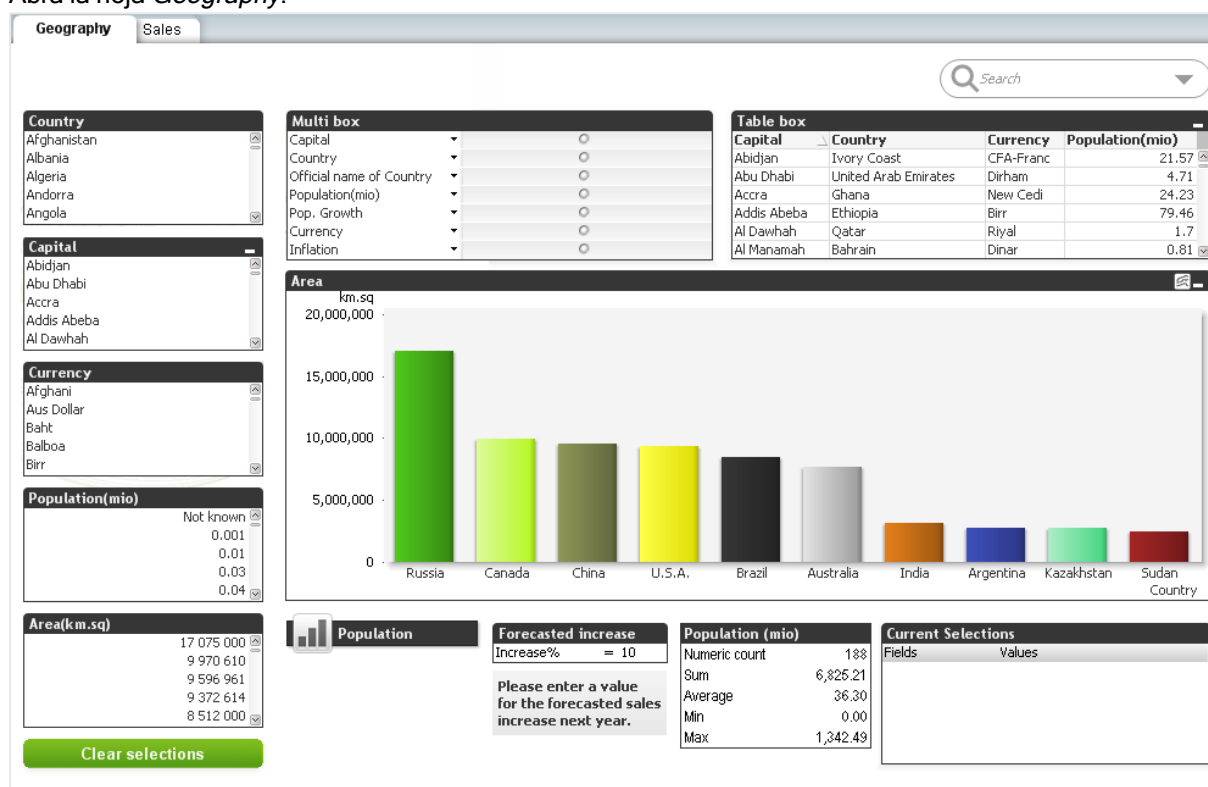 Abra la hoja Geography.
Geography Sales
Search
Country
Afghanistan
Albania
Algeria
Andorra
Angola
Capital
Abidjan
Abu Dhabi
Accra
Addis Abeba
Al Dawhah
Currency
Afghani
Aus Dollar
Baht
Balboa
Birr
Population(mio)
Not known
0.001
0.01
0.03
0.04
Area(km.sq)
17 075 000
9 970 610
9 596 961
9 372 614
8 512 000
Clear selections
Multi box
Capital
Country
Official name of Country
Population(mio)
Pop. Growth
Currency
Inflation
Table box
Capital Country Currency Population(mio)
Abidjan Ivory Coast CFA-Franc 21.57
Abu Dhabi United Arab Emirates Dirham 4.71
Accra Ghana New Cedi 24.23
Addis Abeba Ethiopia Birr 79.46
Al Dawhah Qatar Riyal 1.7
Al Manamah Bahrain Dinar 0.81
Area
km.sq
20,000,000
15,000,000
10,000,000
5,000,000
0
Russia Canada China U.S.A. Brazil Australia India Argentina Kazakhstan Sudan
Country
Population
Forecasted increase
Increase% = 10
Please enter a value
for the forecasted sales
increase next year.
Population (mio)
Numeric count 188
Sum 6,825.21
Average 36.30
Min 0.00
Max 1,342.49
Current Selections
Fields Values